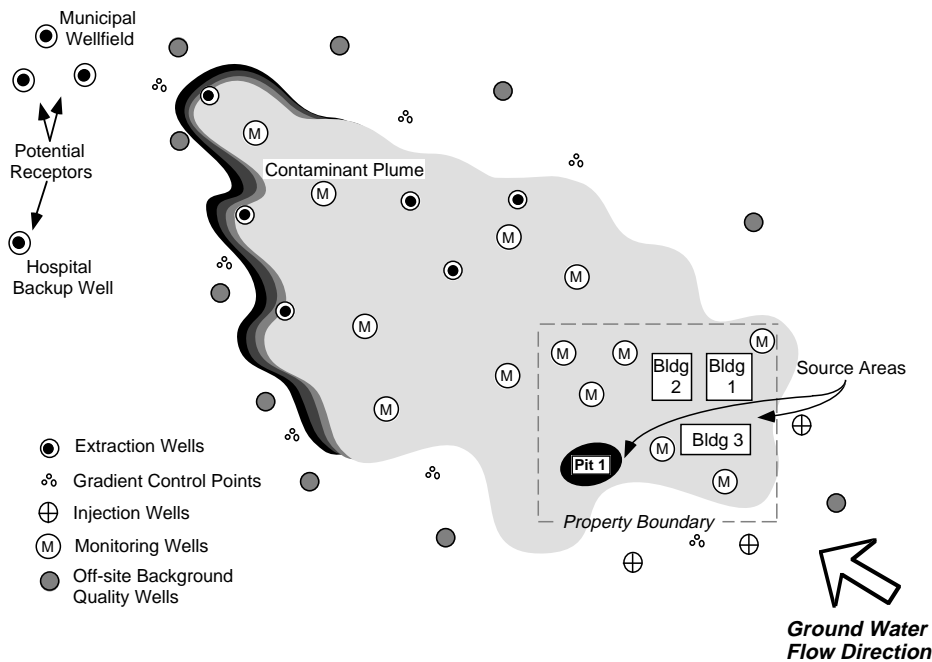 Municipal
Wellfield
Potential
Receptors
Hospital
Backup Well
Contaminant Plume
M
M
M
M
M
M
M
M
M
M
M
M
M
Bldg
2
Bldg
1
Bldg 3
Pit 1
Source Areas
Property Boundary
Extraction Wells
Gradient Control Points
Injection Wells
M
Monitoring Wells
Off-site Background
Quality Wells
Ground Water
Flow Direction